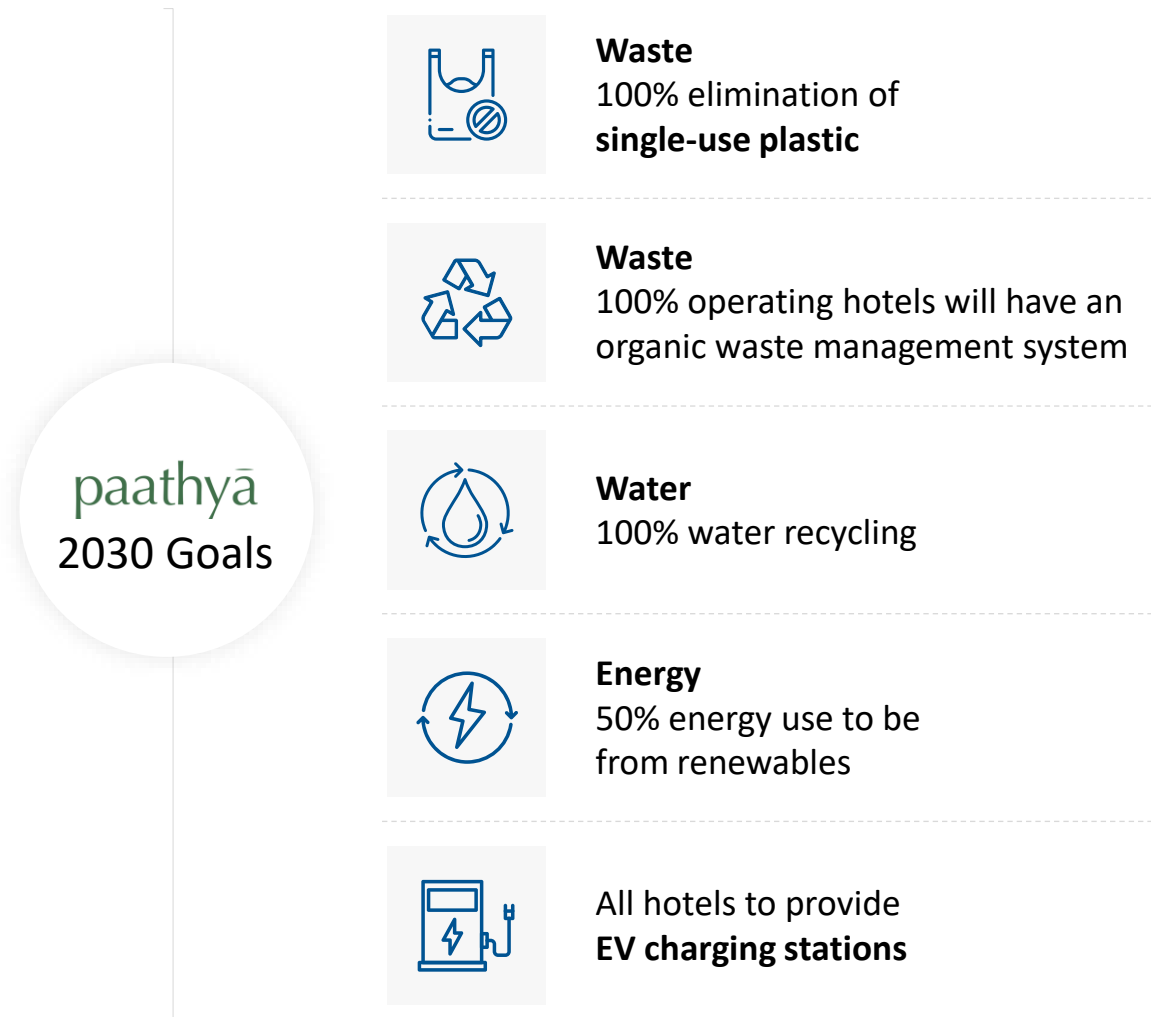 paathyā
2030 Goals
Waste
100% elimination of
single-use plastic
Waste
100% operating hotels will have an
organic waste management system
Water
100% water recycling
Energy
50% energy use to be
from renewables
All hotels to provide
EV charging stations